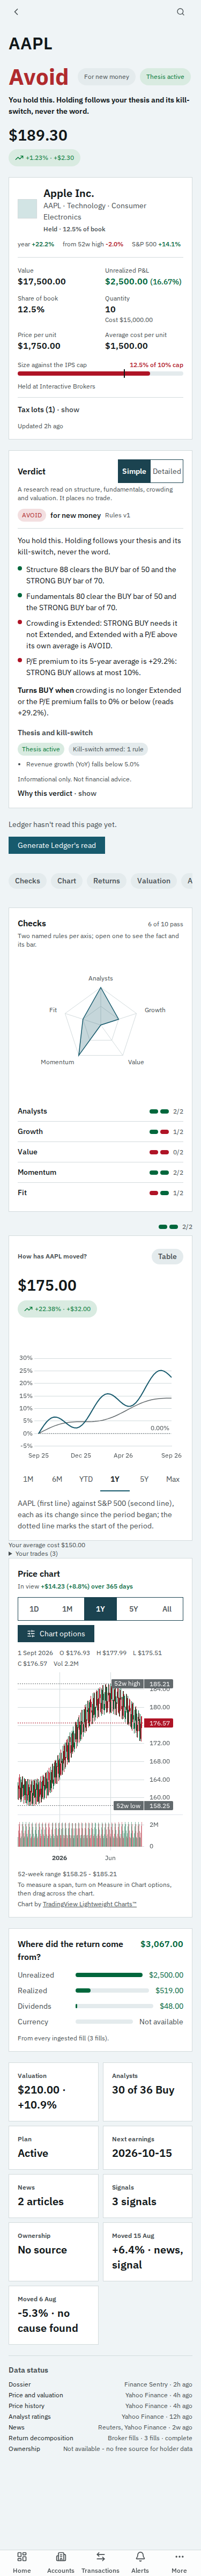 AAPL
Avoid
For new money
Thesis active
You hold this. Holding follows your thesis and its kill-
switch, never the word.
$189.30
+1.23% · +$2.30
Apple Inc.
AAPL · Technology · Consumer
Electronics
Held · 12.5% of book
year +22.2%
from 52w high -2.0%
S&P 500 +14.1%
Value
$17,500.00
Unrealized P&L
$2,500.00 (16.67%)
Share of book
12.5%
Quantity
10
Cost $15,000.00
Price per unit
$1,750.00
Average cost per unit
$1,500.00
Size against the IPS cap
12.5% of 10% cap
Held at Interactive Brokers
Tax lots (1) · show
Updated 2h ago
Verdict
Simple
Detailed
A research read on structure, fundamentals, crowding
and valuation. It places no trade.
AVOID
for new money
Rules v1
You hold this. Holding follows your thesis and its
kill-switch, never the word.
Structure 88 clears the BUY bar of 50 and the
STRONG BUY bar of 70.
Fundamentals 80 clear the BUY bar of 50 and
the STRONG BUY bar of 70.
Crowding is Extended: STRONG BUY needs it
not Extended, and Extended with a P/E above
its own average is AVOID.
P/E premium to its 5-year average is +29.2%:
STRONG BUY allows at most 10%.
Turns BUY when crowding is no longer Extended
or the P/E premium falls to 0% or below (reads
+29.2%).
Thesis and kill-switch
Thesis active
Kill-switch armed: 1 rule
Revenue growth (YoY) falls below 5.0%
Informational only. Not financial advice.
Why this verdict · show
Ledger hasn't read this page yet.
Generate Ledger's read
Checks
Chart
Returns
Valuation
A
Checks
6 of 10 pass
Two named rules per axis; open one to see the fact and
its bar.
Analysts
Fit
Growth
Momentum
Value
Analysts
2/2
Growth
1/2
Value
0/2
Momentum
2/2
Fit
1/2
2/2
How has AAPL moved?
Table
$175.00
+22.38% · +$32.00
30%
25%
20%
15%
10%
5%
0%
-5%
0.00%
Sep 25
Dec 25
Apr 26
Sep 26
1M
6M
YTD
1Y
5Y
Max
AAPL (first line) against S&P 500 (second line),
each as its change since the period began; the
dotted line marks the start of the period.
Your average cost $150.00
Your trades (3)
Price chart
In view +$14.23 (+8.8%) over 365 days
1D
1M
1Y
5Y
All
Chart options
1 Sept 2026
O $176.93
H $177.99
L $175.51
C $176.57
Vol 2.2M
52w high
185.21
180.00
176.57
172.00
168.00
164.00
160.00
52w low
158.25
2M
0
2026
Jun
52-week range $158.25 - $185.21
To measure a span, turn on Measure in Chart options,
then drag across the chart.
Chart by TradingView Lightweight Charts™
Where did the return come
from?
$3,067.00
Unrealized
$2,500.00
Realized
$519.00
Dividends
$48.00
Currency
Not available
From every ingested fill (3 fills).
Valuation
$210.00 ·
+10.9%
Analysts
30 of 36 Buy
Plan
Active
Next earnings
2026-10-15
News
2 articles
Signals
3 signals
Ownership
No source
Moved 15 Aug
+6.4% · news,
signal
Moved 6 Aug
-5.3% · no
cause found
Data status
Dossier
Finance Sentry · 2h ago
Price and valuation
Yahoo Finance · 4h ago
Price history
Yahoo Finance · 4h ago
Analyst ratings
Yahoo Finance · 12h ago
News
Reuters, Yahoo Finance · 2w ago
Return decomposition
Broker fills · 3 fills · complete
Ownership
Not available - no free source for holder data
Home
Accounts
Transactions
Alerts
More